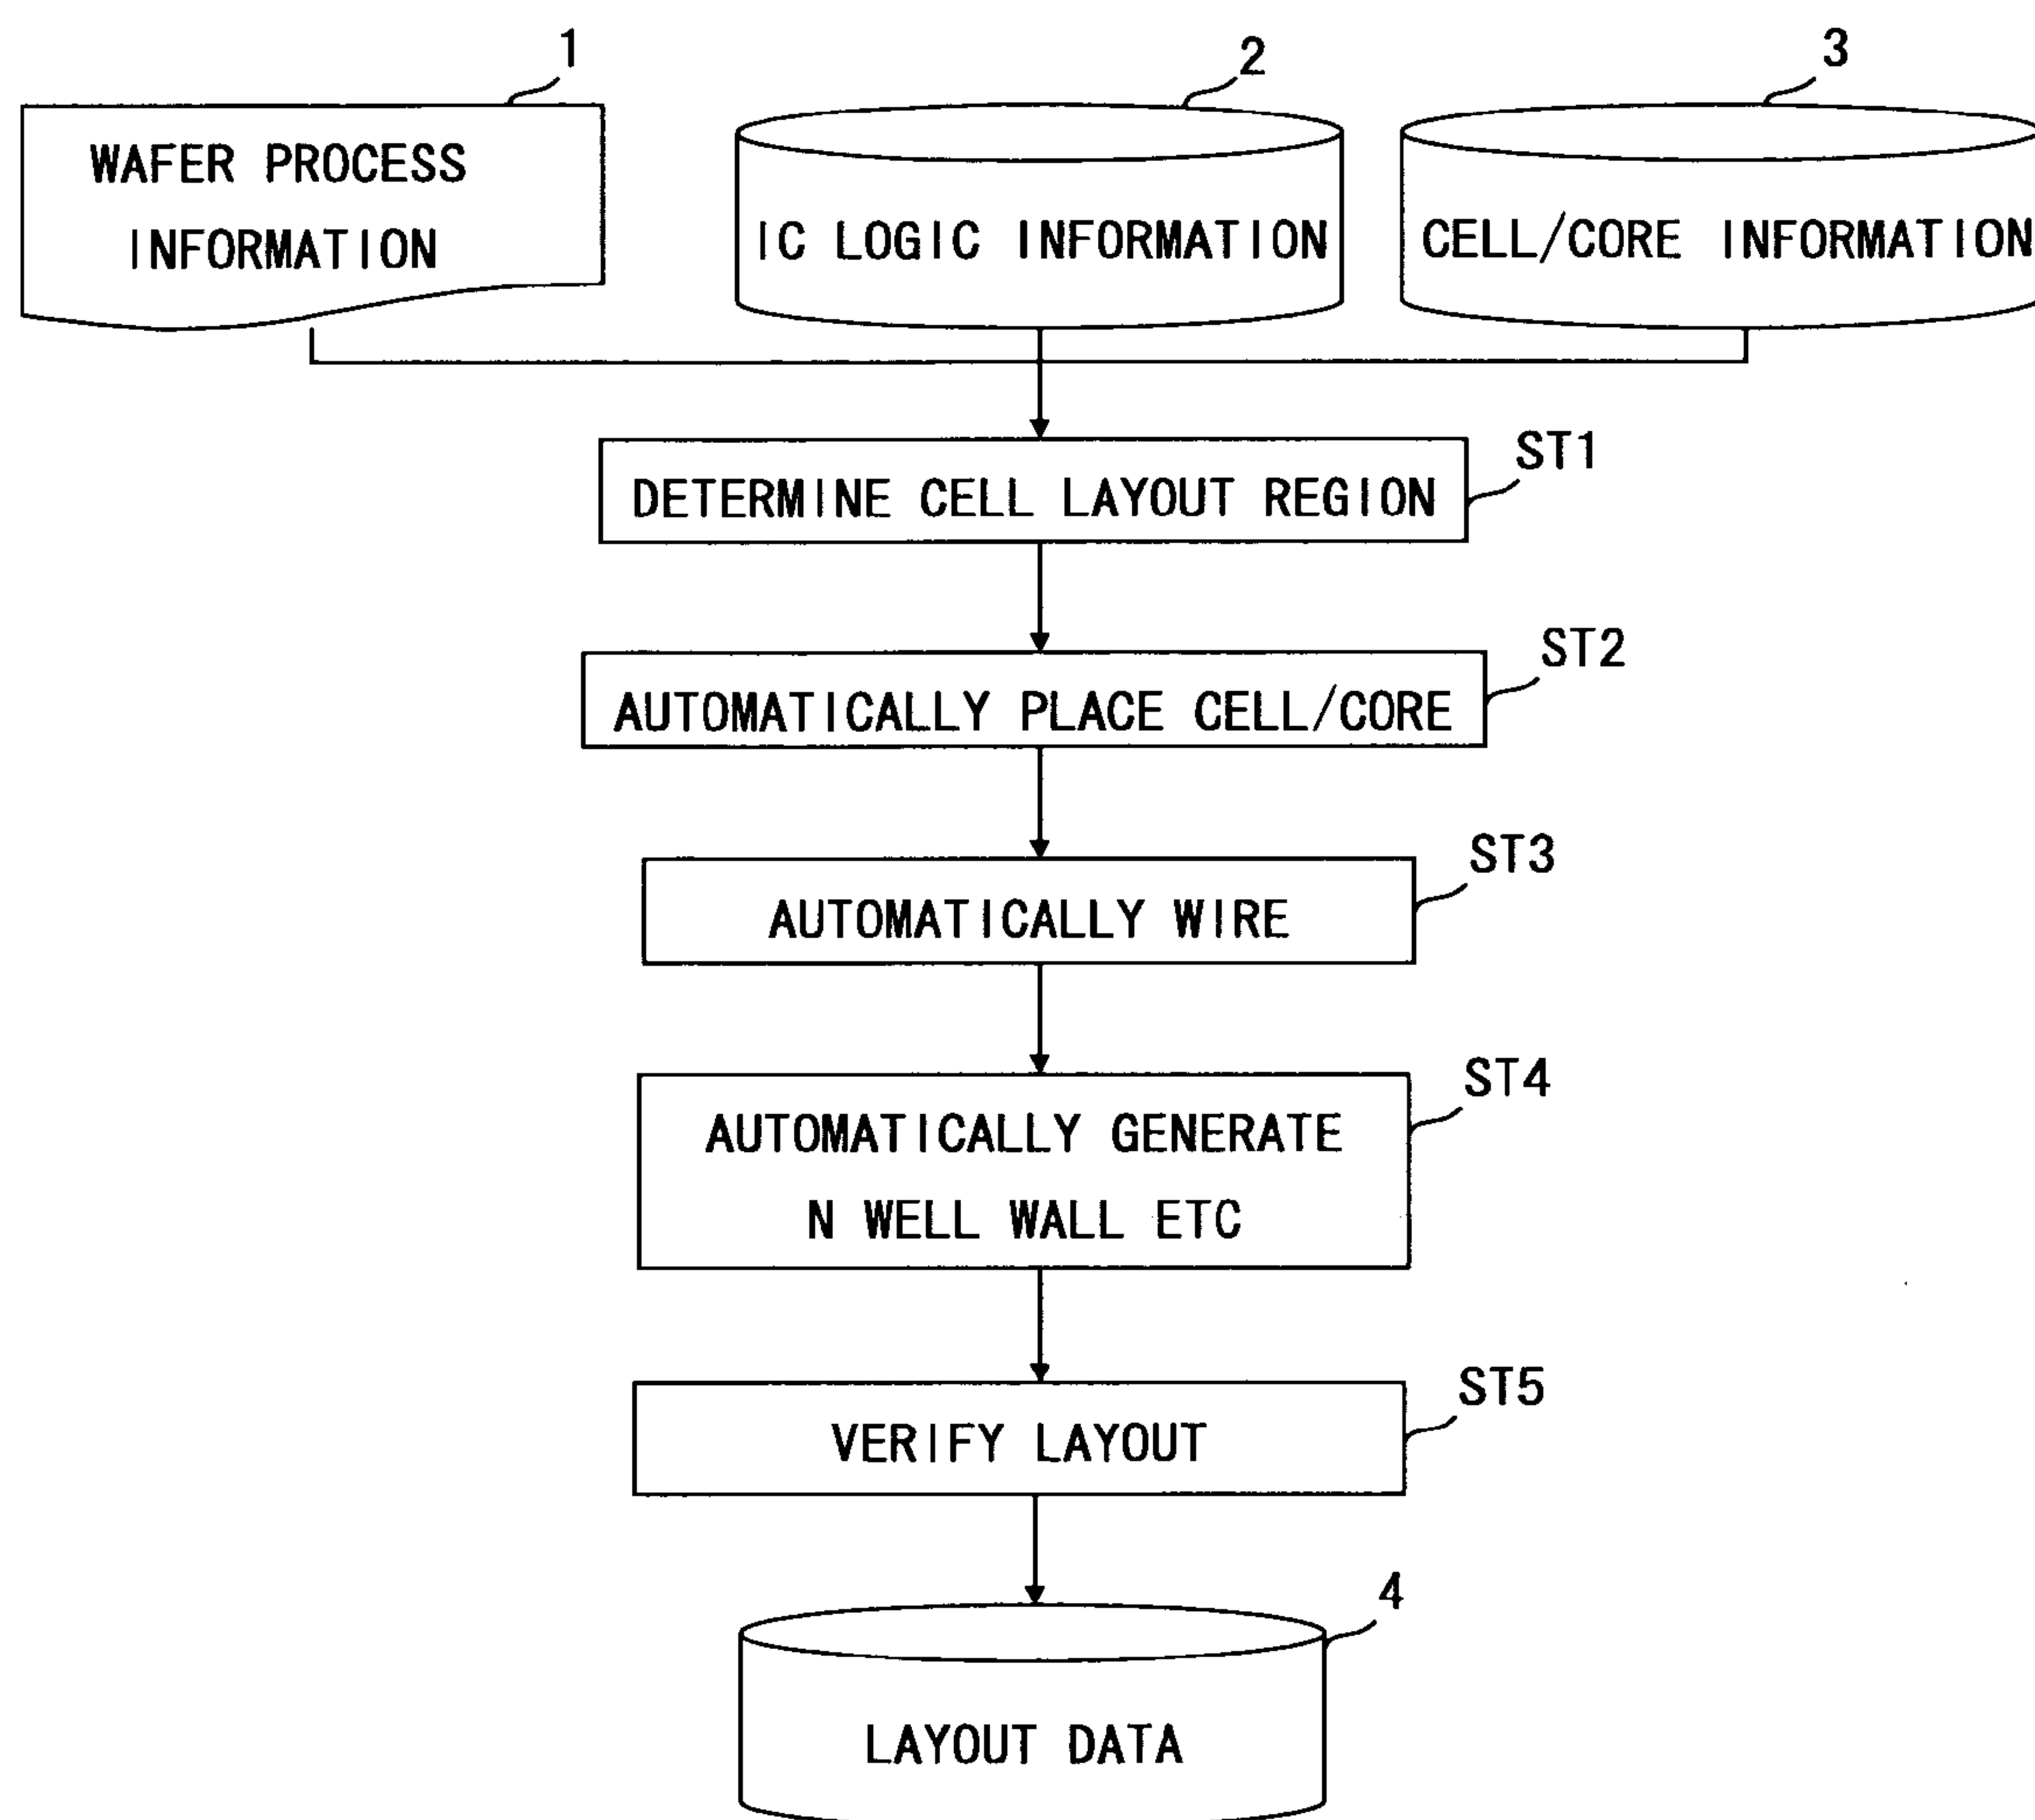 1
2
3
WAFER PROCESS
INFORMATION
IC LOGIC INFORMATION
CELL/CORE INFORMATION
ST1
DETERMINE CELL LAYOUT REGION
ST2
AUTOMATICALLY PLACE CELL/CORE
ST3
AUTOMATICALLY WIRE
ST4
AUTOMATICALLY GENERATE
N WELL WALL ETC
ST5
VERIFY LAYOUT
4
LAYOUT DATA